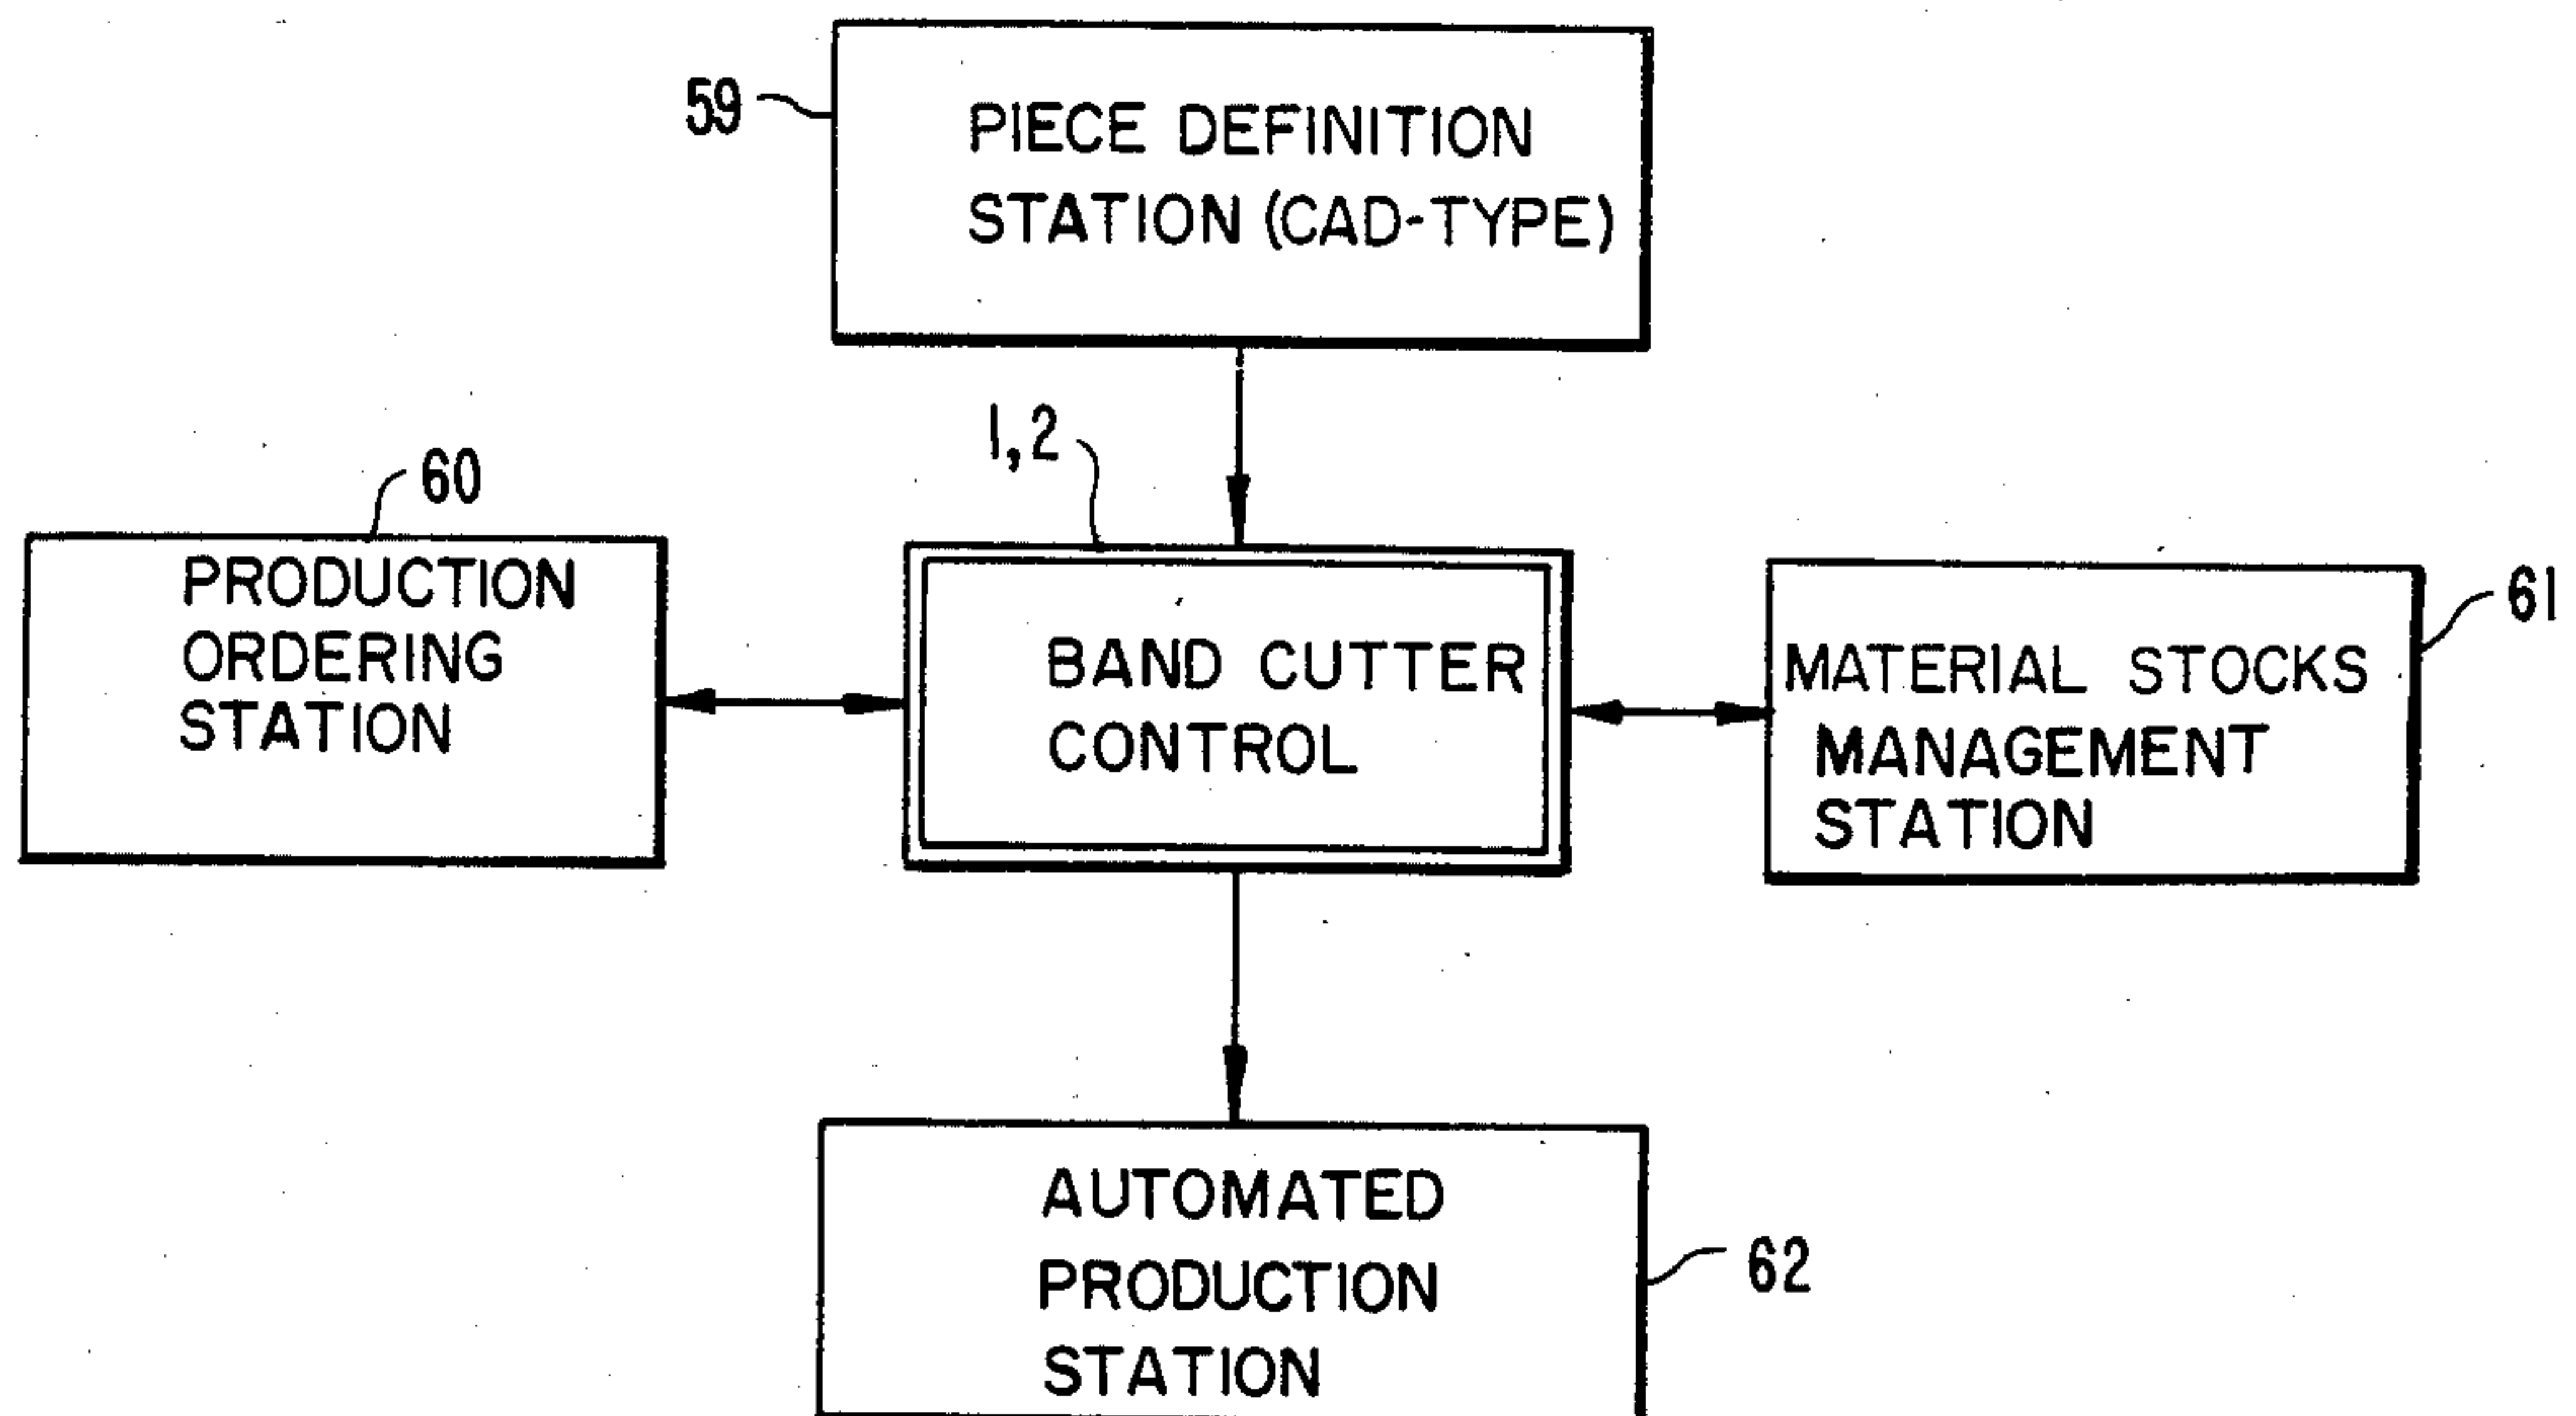 59
PIECE DEFINITION
STATION (CAD-TYPE)
1,2
60
PRODUCTION
ORDERING
STATION
BAND CUTTER
CONTROL
61
MATERIAL STOCKS
MANAGEMENT
STATION
AUTOMATED
PRODUCTION
STATION
62